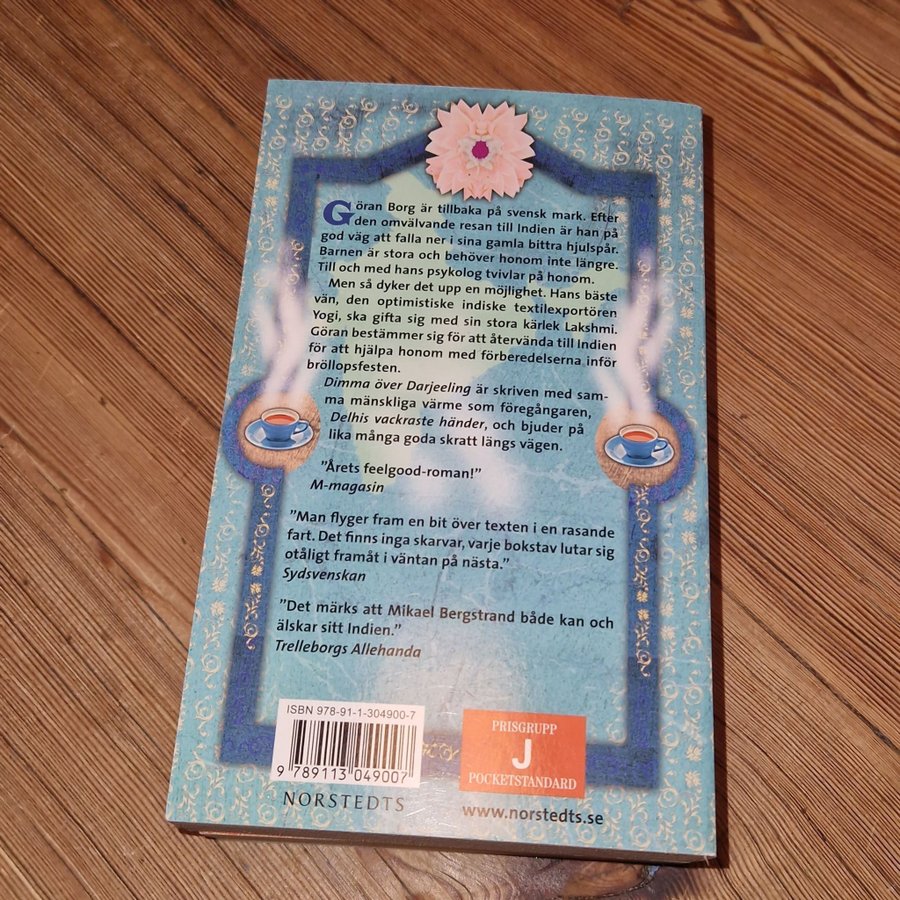 Göran Borg är tillbaka på svensk mark. Efter
den omvälvande resan till Indien är han på
god väg att falla ner i sina gamla bittra hjulspår.
Barnen är stora och behöver honom inte längre.
Till och med hans psykolog tvivlar på honom.
Men så dyker det upp en möjlighet. Hans bäste
vän, den optimistiske indiske textilexportören
Yogi, ska gifta sig med sin stora kärlek Lakshmi.
Göran bestämmer sig för att återvända till Indien
för att hjälpa honom med förberedelserna inför
bröllopsfesten.
Dimma över Darjeeling är skriven med sam-
ma mänskliga värme som föregångaren,
Delhis vackraste händer, och bjuder på
lika många goda skratt längs vägen.
”Årets feelgood-roman!”
M-magasin
”Man flyger fram en bit över texten i en rasande
fart. Det finns inga skarvar, varje bokstav lutar sig
otåligt framåt i väntan på nästa.”
Sydsvenskan
”Det märks att Mikael Bergstrand både kan och
älskar sitt Indien.”
Trelleborgs Allehanda
ISBN 978-91-1-304900-7
9 789113 049007
NORSTEDTS
PRISGRUPP
J
POCKETSTANDARD
www.norstedts.se